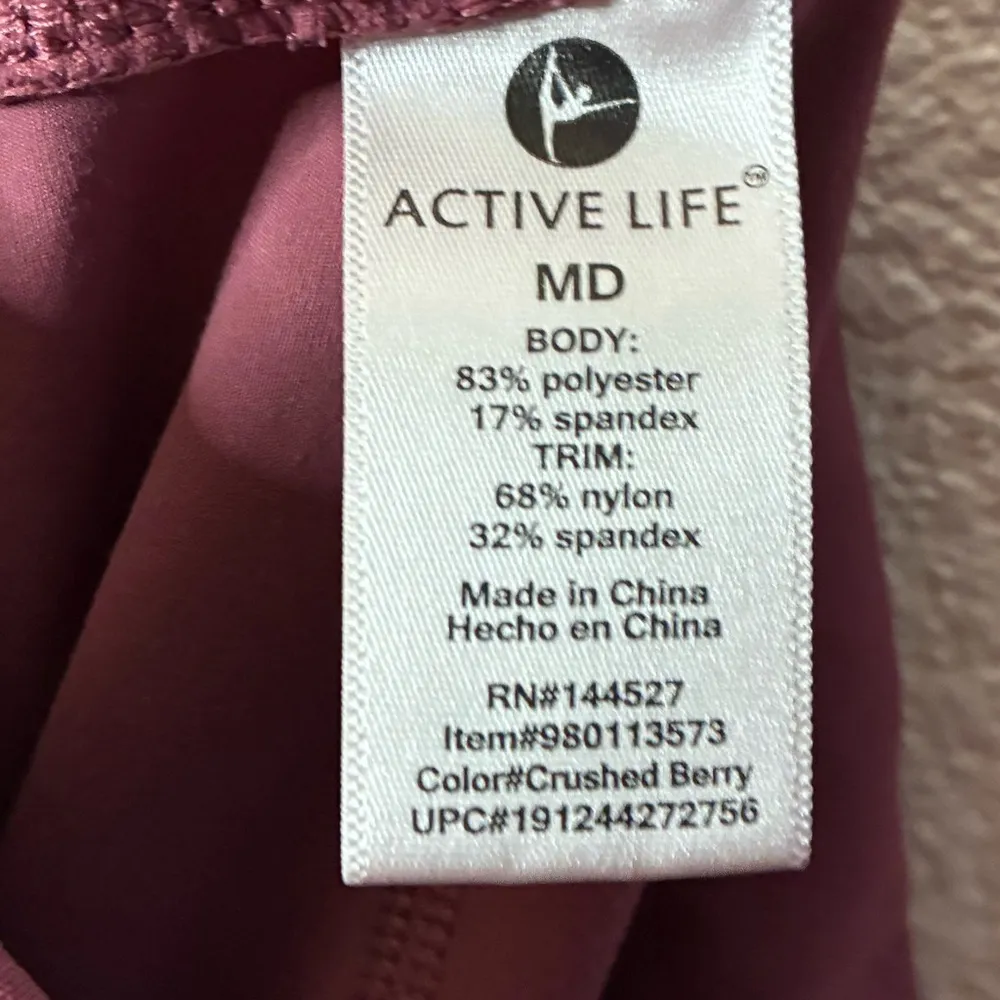 ACTIVE LIFE™
MD
BODY:
83% polyester
17% spandex
TRIM:
68% nylon
32% spandex
Made in China
Hecho en China
RN#144527
Item#980113573
Color#Crushed Berry
UPC#191244272756